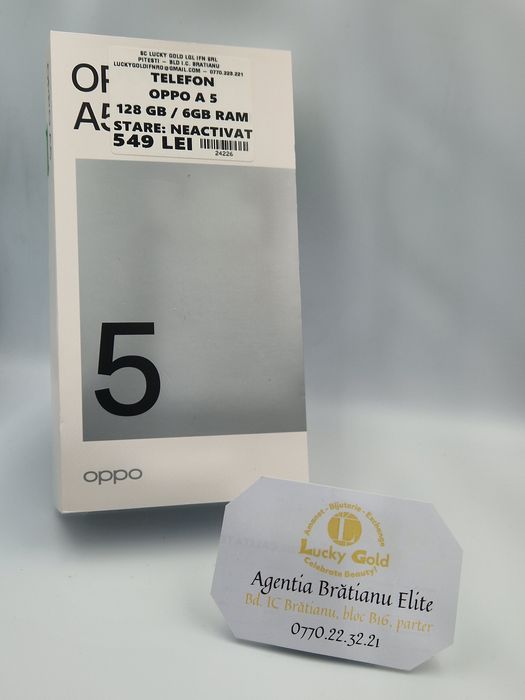 OP
A5
SC LUCKY GOLD LGL IFN SRL
PITESTI - BLD I.C. BRATIANU
LUCKYGOLDIFNRO@GMAIL.COM - 0770.223.221
TELEFON
OPPO A 5
128 GB / 6GB RAM
STARE: NEACTIVAT
549 LEI
24226
5
oppo
Amanet - Bijuterie - Exchange
L
Lucky Gold
Celebrate Beauty!
Agentia Brătianu Elite
Bd. IC Brătianu, bloc B16, parter
0770.22.32.21